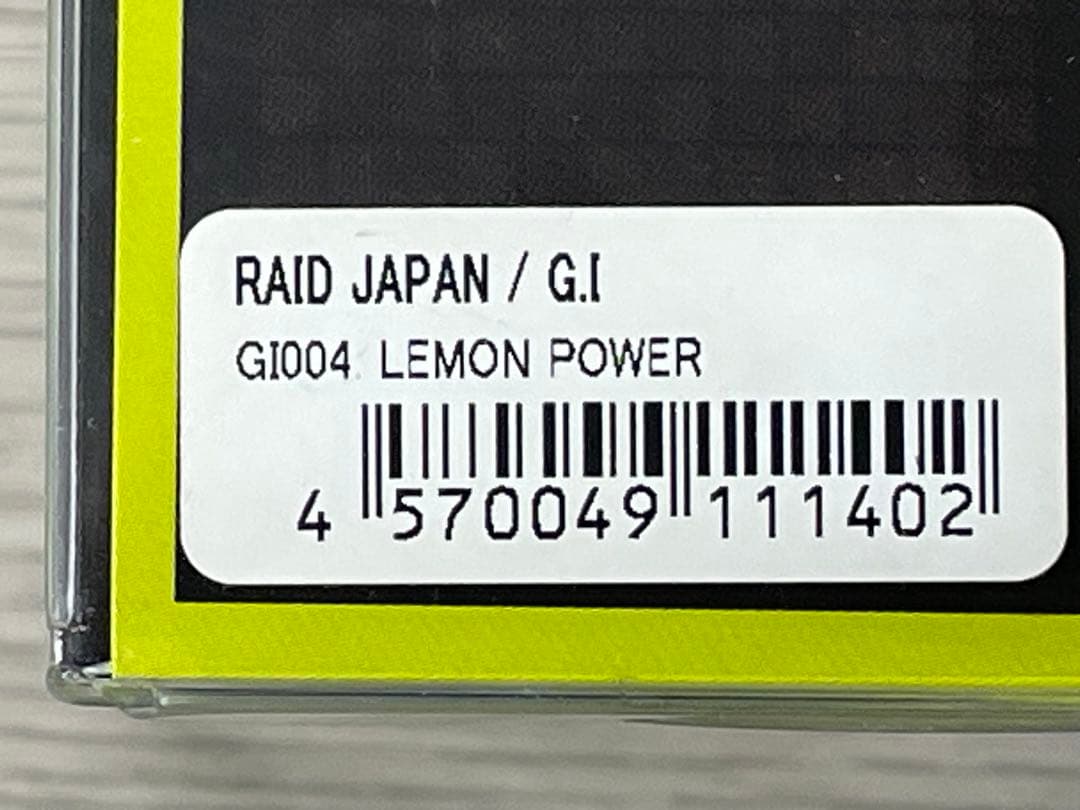 RAID JAPAN / G.I
GI004. LEMON POWER
4 570049 111402